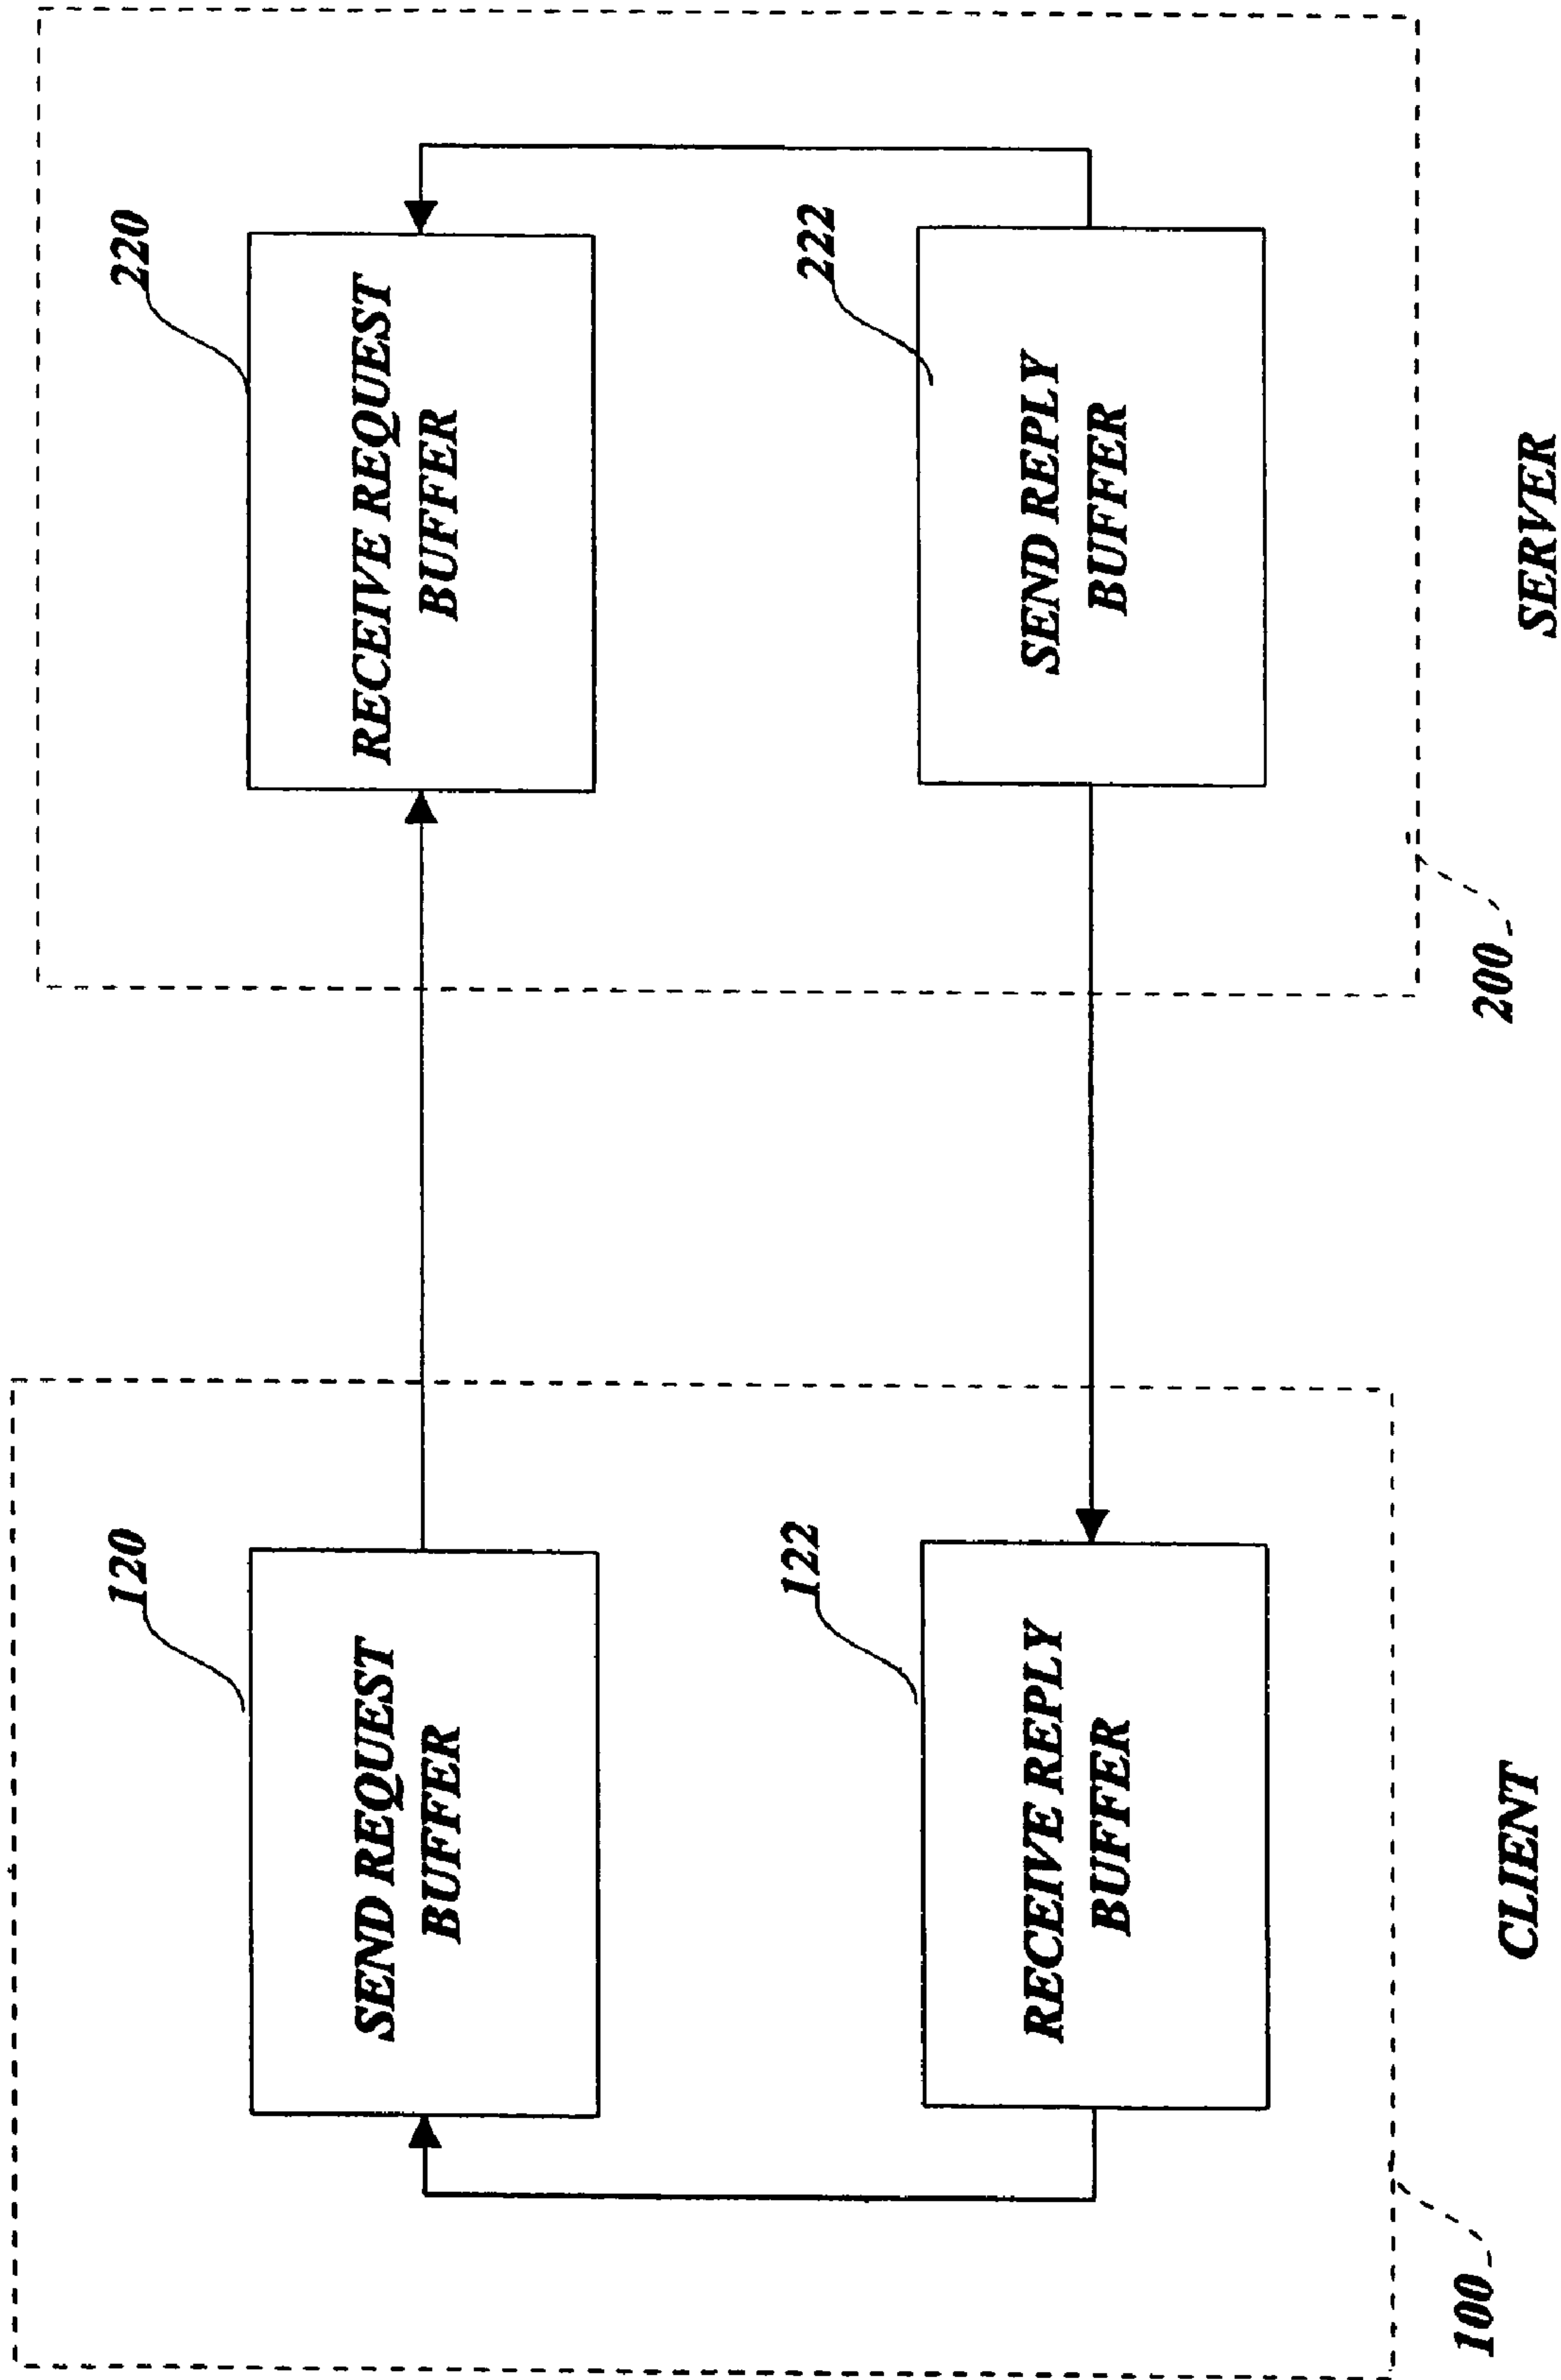 120
220
SEND REQUEST
BUFFER
RECEIVE REQUEST
BUFFER
122
222
RECEIVE REPLY
BUFFER
SEND REPLY
BUFFER
100
200
CLIENT
SERVER